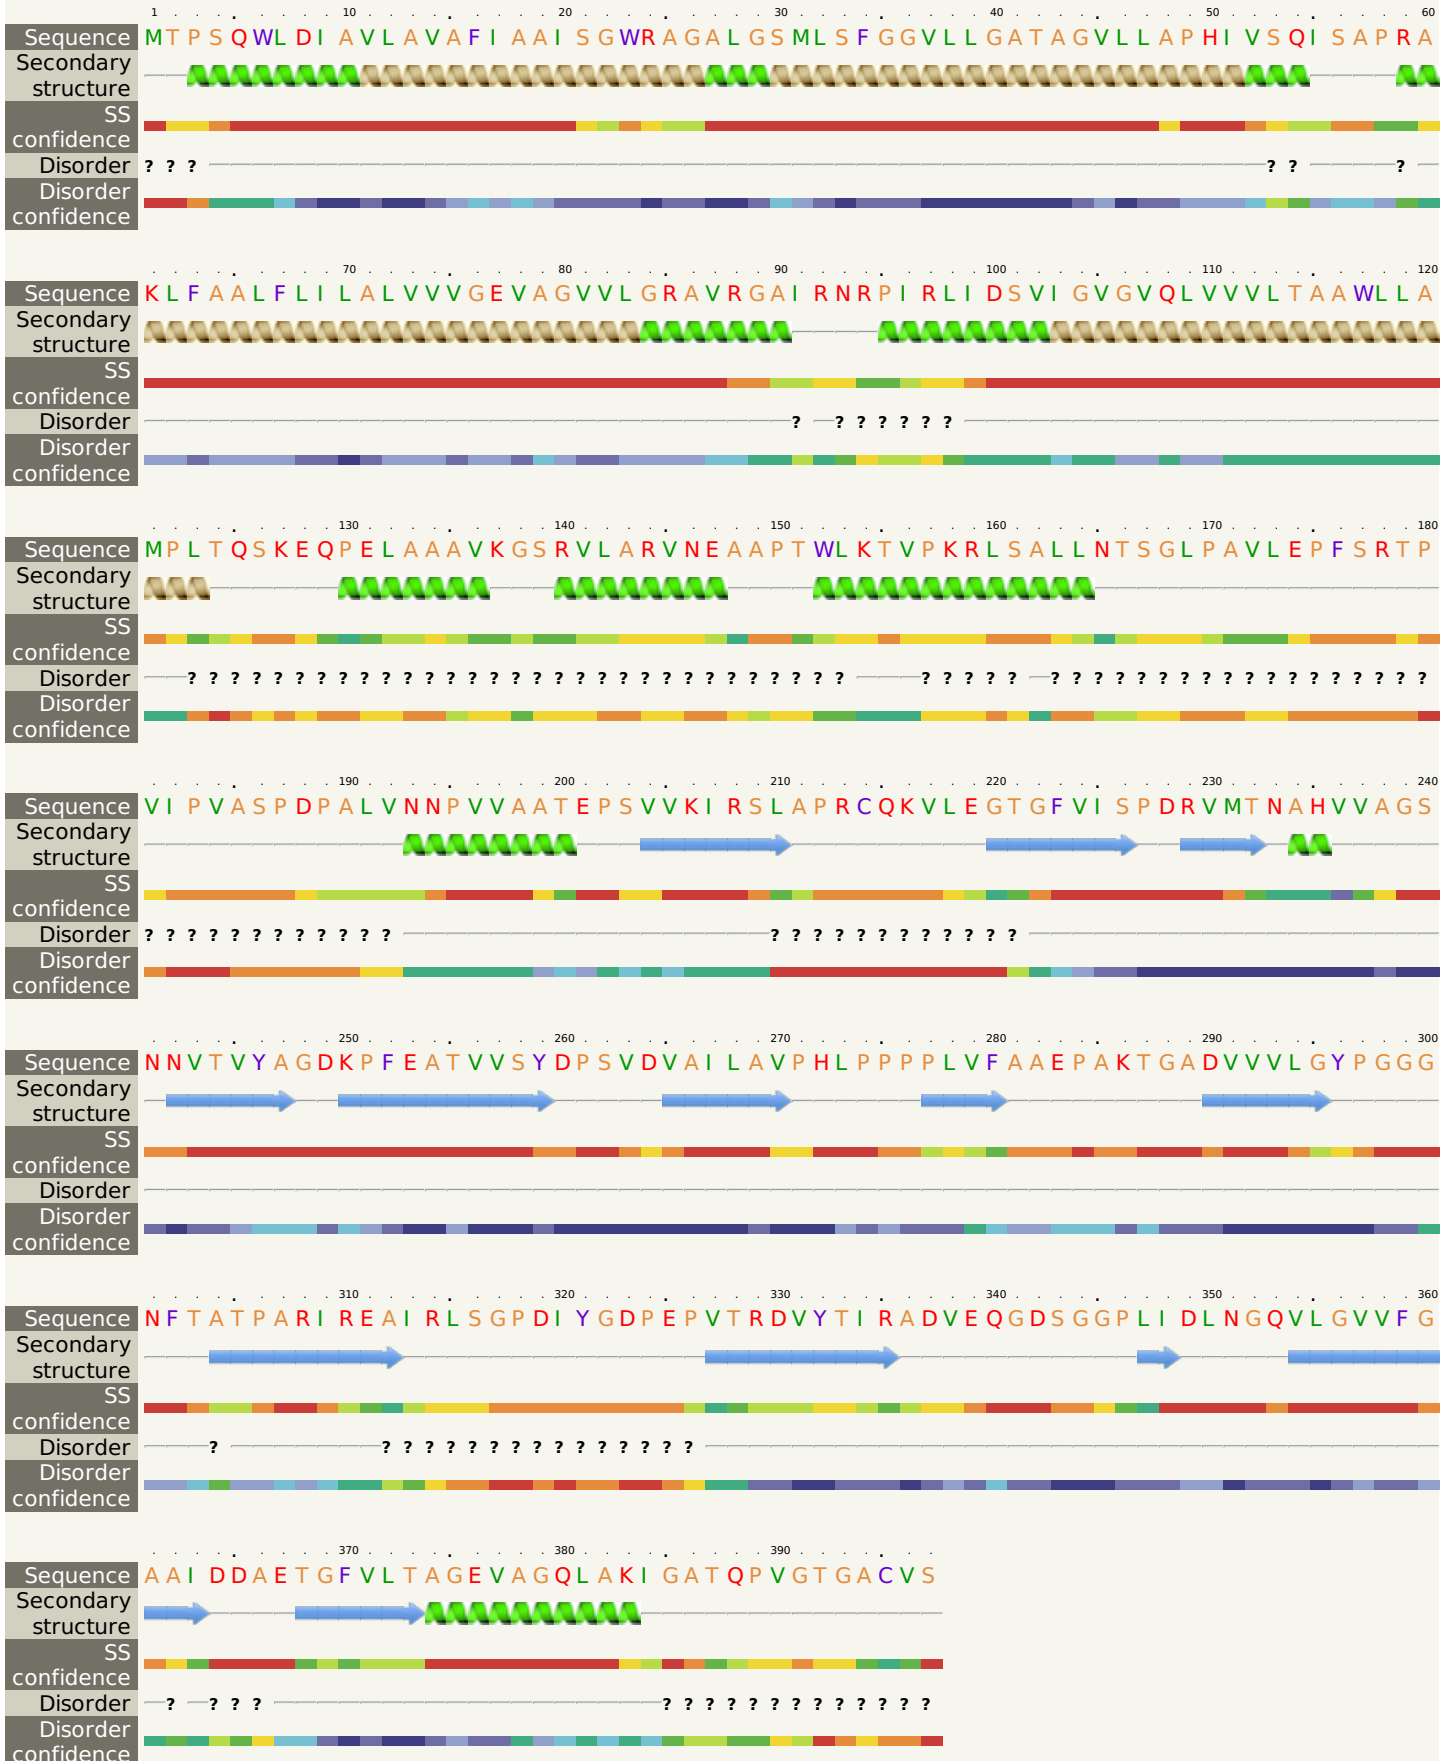 1 10 20 30 40 50 60
Sequence MTPSQWLDIAVLAVAFIAAISGWRAGALGSMLSFGGVLLGATAGVLLAPHIVSQISAPRA
Secondary
structure
SS
confidence
Disorder ? ? ? ? ? ?
Disorder
confidence
70 80 90 100 110 120
Sequence KLFAALFLILALVVVGEVAGVVLGRAVRGAIRNRPIRLIDSVIGVGVQLVVVLTAAWLLA
Secondary
structure
SS
confidence
Disorder ? ? ? ? ? ? ?
Disorder
confidence
130 140 150 160 170 180
Sequence MPLTQSKEQPELAAAVKGSRVLARVNEAAPTWLKTVPKRLSALLNTSGLPAVLEPFSRTP
Secondary
structure
SS
confidence
Disorder ? ? ? ? ? ? ? ? ? ? ? ? ? ? ? ? ? ? ? ? ? ? ? ? ? ? ? ? ? ? ? ? ? ? ? ? ? ? ? ? ? ? ? ? ? ? ? ? ? ? ? ? ? ?
Disorder
confidence
190 200 210 220 230 240
Sequence VIPVASPDPALVNNPVVAATEPSVVKIRSLAPRCQKVLEGTGFVISPDRVMTNAHVVAGS
Secondary
structure
SS
confidence
Disorder ? ? ? ? ? ? ? ? ? ? ? ? ? ? ? ? ? ? ? ? ? ? ?
Disorder
confidence
250 260 270 280 290 300
Sequence NNVTVYAGDKPFEATVVSYDPSVDVAILAVPHLPPPPLVFAAEPAKTGADVVVLGYPGGG
Secondary
structure
SS
confidence
Disorder
Disorder
confidence
310 320 330 340 350 360
Sequence NFTATPARIREAIRLSGPDIYGDPEPVTRDVYTIRADVEQGDSGGPLIDLNGQVLGVVFG
Secondary
structure
SS
confidence
Disorder ? ? ? ? ? ? ? ? ? ? ? ? ? ? ?
Disorder
confidence
370 380 390
Sequence AAIDDAETGFVLTAGEVAGQLAKIGATQPVGTGACVS
Secondary
structure
SS
confidence
Disorder ? ? ? ? ? ? ? ? ? ? ? ? ? ? ? ? ?
Disorder
confidence